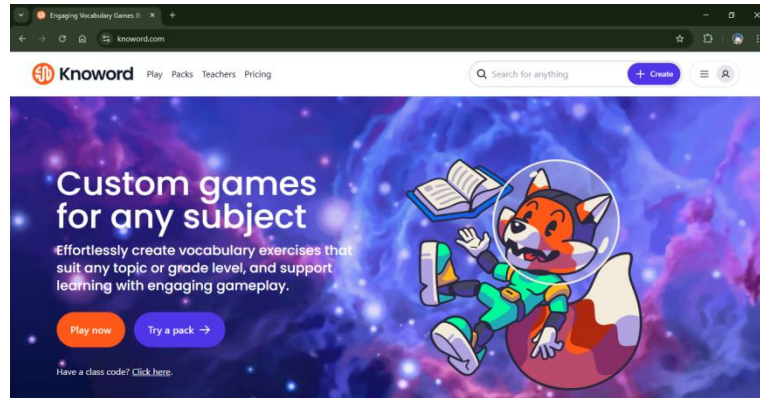 Engaging Vocabulary Games &
knoword.com
Knoword Play Packs Teachers Pricing Search for anything + Create
Custom games
for any subject
Effortlessly create vocabulary exercises that
suit any topic or grade level, and support
learning with engaging gameplay.
Play now Try a pack →
Have a class code? Click here.